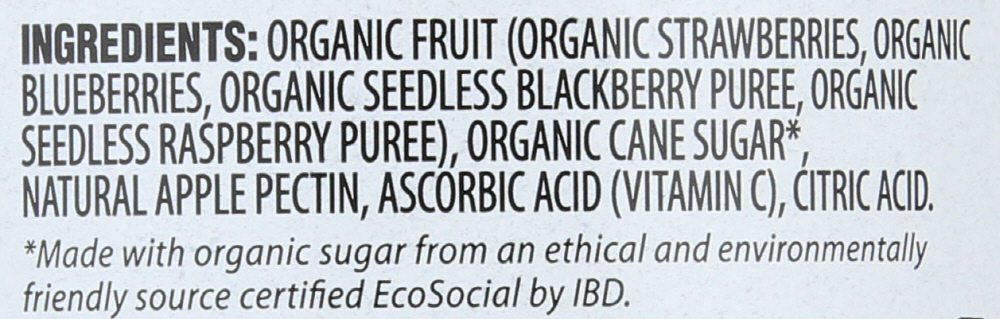 INGREDIENTS: ORGANIC FRUIT (ORGANIC STRAWBERRIES, ORGANIC
BLUEBERRIES, ORGANIC SEEDLESS BLACKBERRY PUREE, ORGANIC
SEEDLESS RASPBERRY PUREE), ORGANIC CANE SUGAR*,
NATURAL APPLE PECTIN, ASCORBIC ACID (VITAMIN C), CITRIC ACID.
*Made with organic sugar from an ethical and environmentally
friendly source certified EcoSocial by IBD.